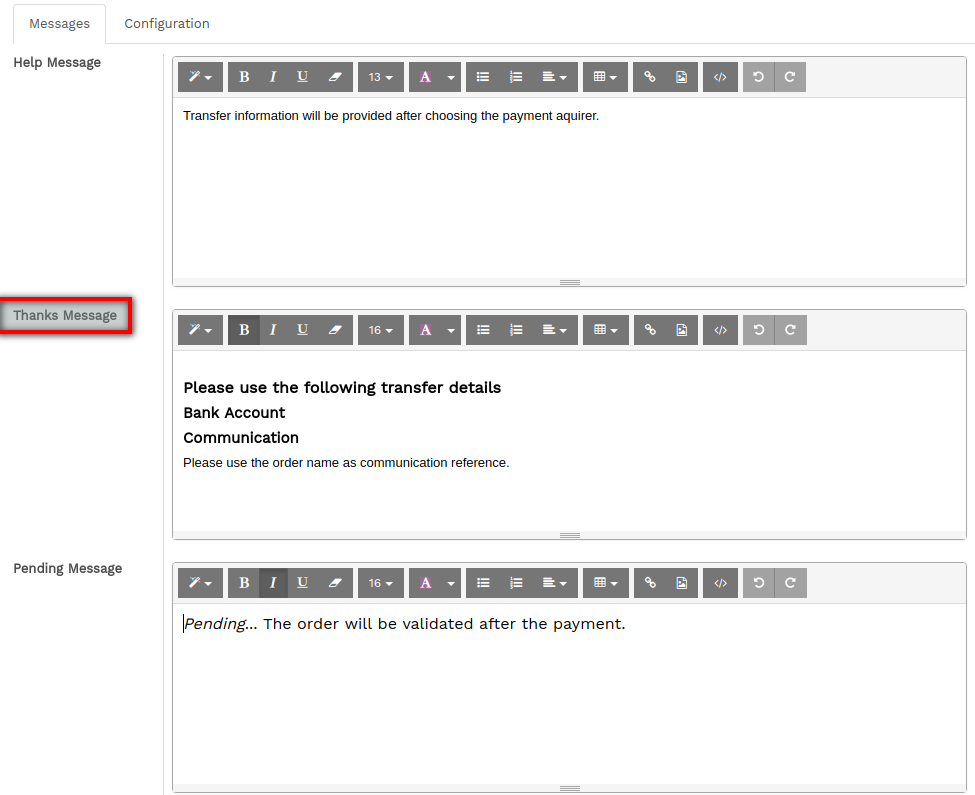 Messages
Configuration
Help Message
B I U 13 A
Transfer information will be provided after choosing the payment aquirer.
Thanks Message
B I U 16 A
Please use the following transfer details
Bank Account
Communication
Please use the order name as communication reference.
Pending Message
B I U 16 A
Pending... The order will be validated after the payment.